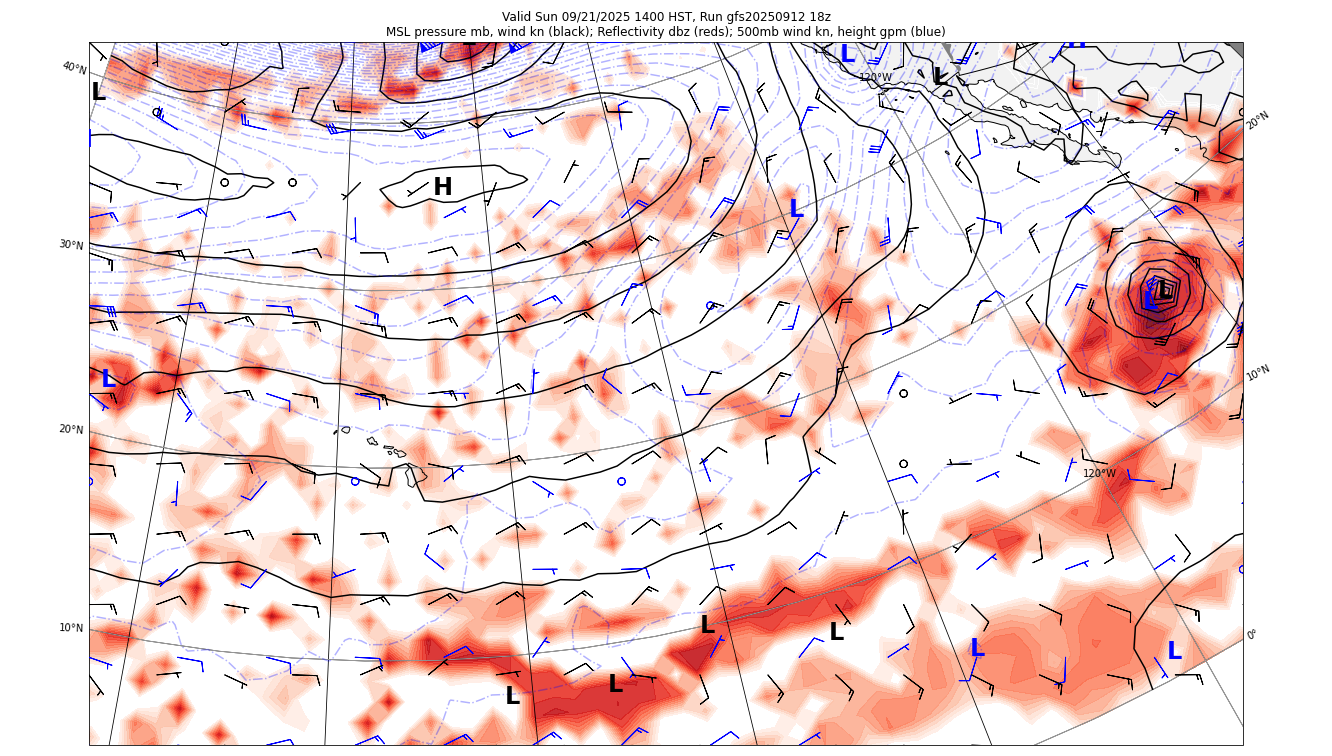 Valid Sun 09/21/2025 1400 HST, Run gfs20250912 18z
MSL pressure mb, wind kn (black); Reflectivity dbz (reds); 500mb wind kn, height gpm (blue)
L
H
40°N
120°W
L
L
20°N
H
L
30°N
L
L
L
10°N
20°N
120°W
10°N
L
L
0°
L
L
L
L